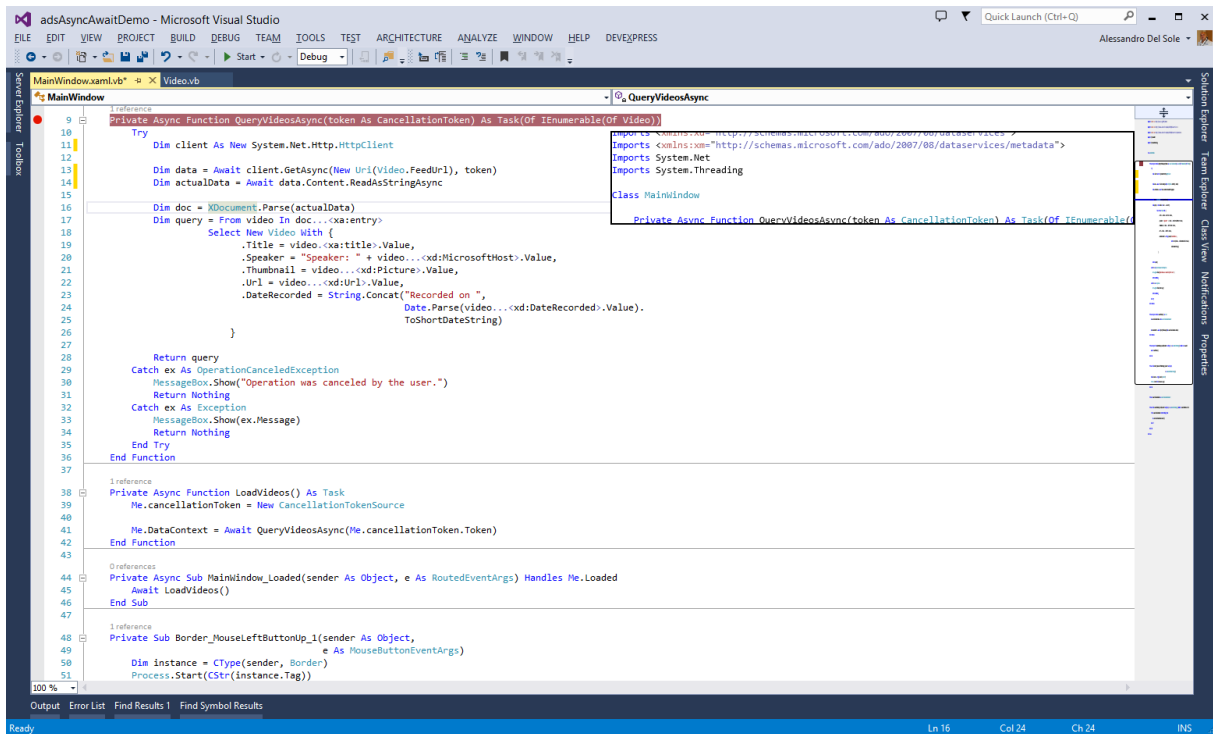 adsAsyncAwaitDemo - Microsoft Visual Studio
Quick Launch (Ctrl+Q)
FILE EDIT VIEW PROJECT BUILD DEBUG TEAM TOOLS TEST ARCHITECTURE ANALYZE WINDOW HELP DEVEXPRESS
Alessandro Del Sole
Start
Debug
Server Explorer
Toolbox
MainWindow.xaml.vb*
Video.vb
MainWindow
QueryVideosAsync
1 reference
9 Private Async Function QueryVideosAsync(token As CancellationToken) As Task(Of IEnumerable(Of Video))
10 Try
11 Dim client As New System.Net.Http.HttpClient
12
13 Dim data = Await client.GetAsync(New Uri(Video.FeedUrl), token)
14 Dim actualData = Await data.Content.ReadAsStringAsync
15
16 Dim doc = XDocument.Parse(actualData)
17 Dim query = From video In doc...<xa:entry>
18 Select New Video With {
19 .Title = video.<xa:title>.Value,
20 .Speaker = "Speaker: " + video...<xd:MicrosoftHost>.Value,
21 .Thumbnail = video...<xd:Picture>.Value,
22 .Url = video...<xd:Url>.Value,
23 .DateRecorded = String.Concat("Recorded on ",
24 Date.Parse(video...<xd:DateRecorded>.Value).
25 ToShortDateString)
26 }
27
28 Return query
29 Catch ex As OperationCanceledException
30 MessageBox.Show("Operation was canceled by the user.")
31 Return Nothing
32 Catch ex As Exception
33 MessageBox.Show(ex.Message)
34 Return Nothing
35 End Try
36 End Function
37
1 reference
38 Private Async Function LoadVideos() As Task
39 Me.cancellationToken = New CancellationTokenSource
40
41 Me.DataContext = Await QueryVideosAsync(Me.cancellationToken.Token)
42 End Function
43
0 references
44 Private Async Sub MainWindow_Loaded(sender As Object, e As RoutedEventArgs) Handles Me.Loaded
45 Await LoadVideos()
46 End Sub
47
1 reference
48 Private Sub Border_MouseLeftButtonUp_1(sender As Object,
49 e As MouseButtonEventArgs)
50 Dim instance = CType(sender, Border)
51 Process.Start(CStr(instance.Tag))
Imports <xmlns:xd="http://schemas.microsoft.com/ado/2007/08/dataservices">
Imports <xmlns:xm="http://schemas.microsoft.com/ado/2007/08/dataservices/metadata">
Imports System.Net
Imports System.Threading
Class MainWindow
Private Async Function QueryVideosAsync(token As CancellationToken) As Task(Of IEnumerable(
Solution Explorer
Team Explorer
Class View
Notifications
Properties
100 %
Output Error List Find Results 1 Find Symbol Results
Ready
Ln 16 Col 24 Ch 24 INS